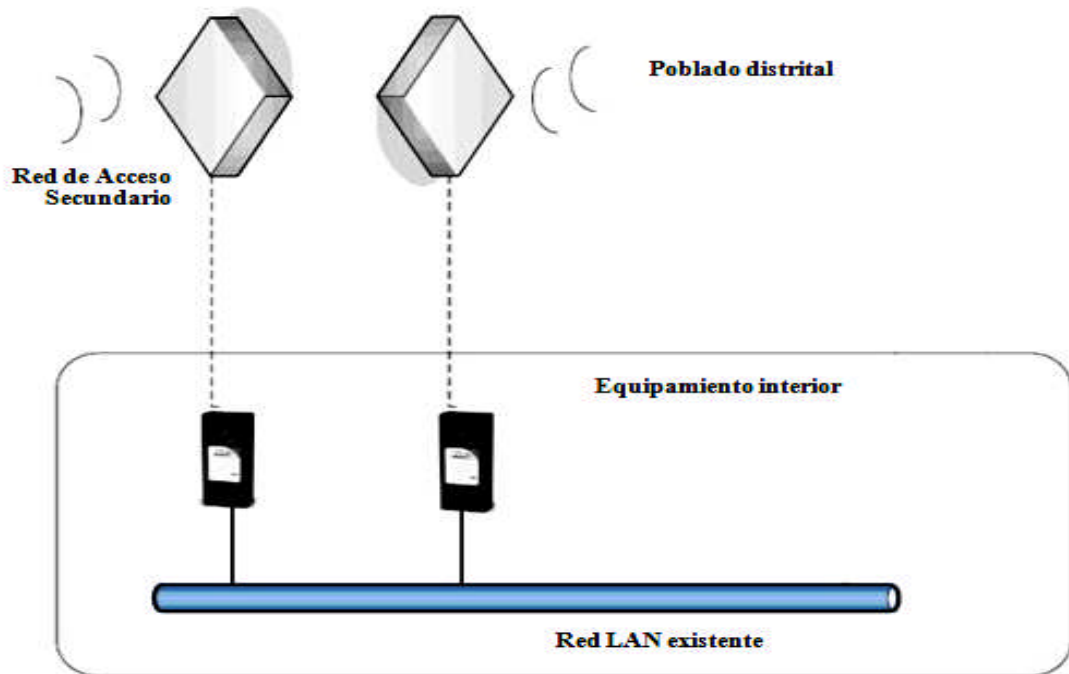 Poblado distrital
Red de Acceso
Secundario
Equipamiento interior
Red LAN existente